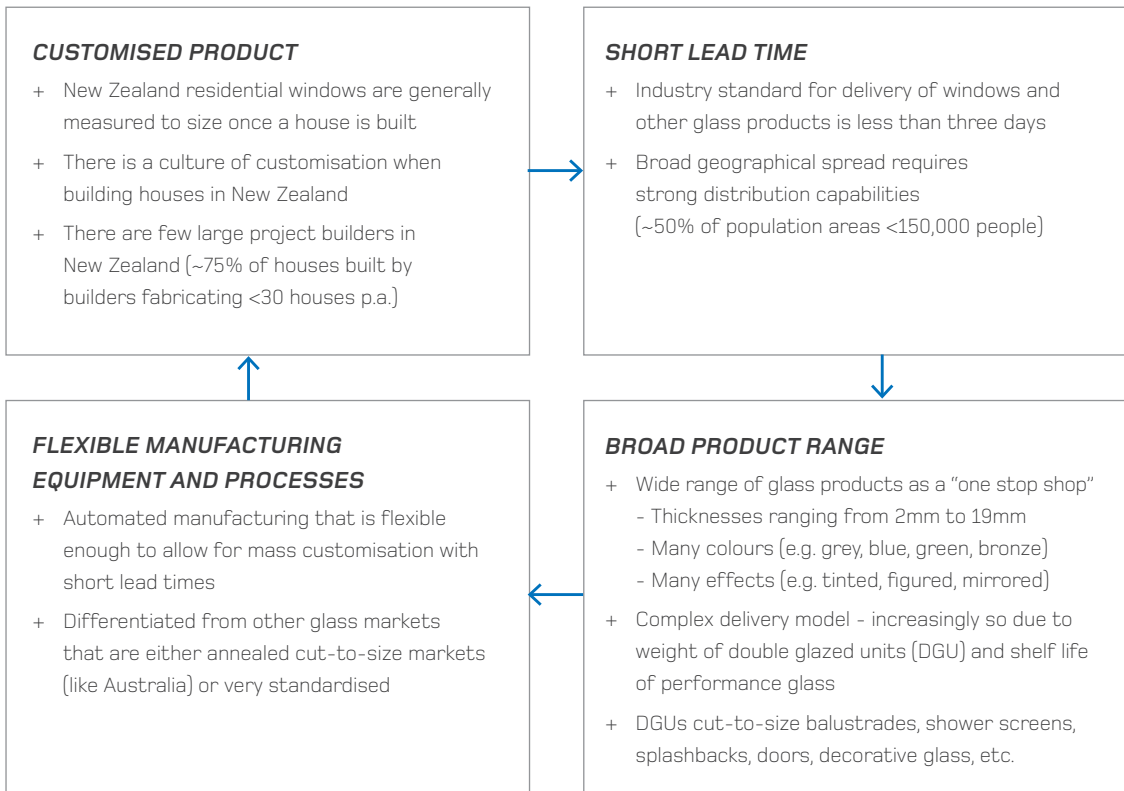 CUSTOMISED PRODUCT
+ New Zealand residential windows are generally
measured to size once a house is built
+ There is a culture of customisation when
building houses in New Zealand
+ There are few large project builders in
New Zealand (~75% of houses built by
builders fabricating <30 houses p.a.)
SHORT LEAD TIME
+ Industry standard for delivery of windows and
other glass products is less than three days
+ Broad geographical spread requires
strong distribution capabilities
(~50% of population areas <150,000 people)
FLEXIBLE MANUFACTURING
EQUIPMENT AND PROCESSES
+ Automated manufacturing that is flexible
enough to allow for mass customisation with
short lead times
+ Differentiated from other glass markets
that are either annealed cut-to-size markets
(like Australia) or very standardised
BROAD PRODUCT RANGE
+ Wide range of glass products as a “one stop shop”
- Thicknesses ranging from 2mm to 19mm
- Many colours (e.g. grey, blue, green, bronze)
- Many effects (e.g. tinted, figured, mirrored)
+ Complex delivery model - increasingly so due to
weight of double glazed units (DGU) and shelf life
of performance glass
+ DGUs cut-to-size balustrades, shower screens,
splashbacks, doors, decorative glass, etc.